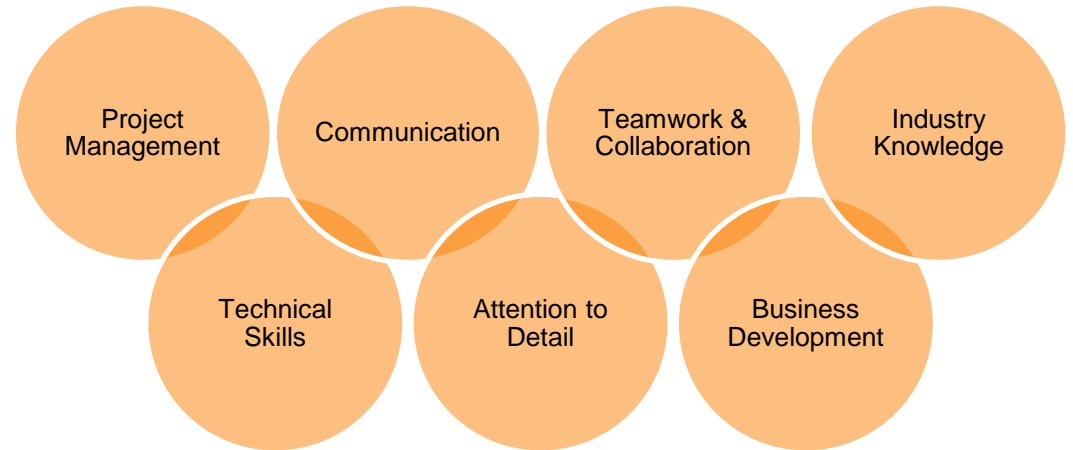 Project
Management
Communication
Teamwork &
Collaboration
Industry
Knowledge
Technical
Skills
Attention to
Detail
Business
Development